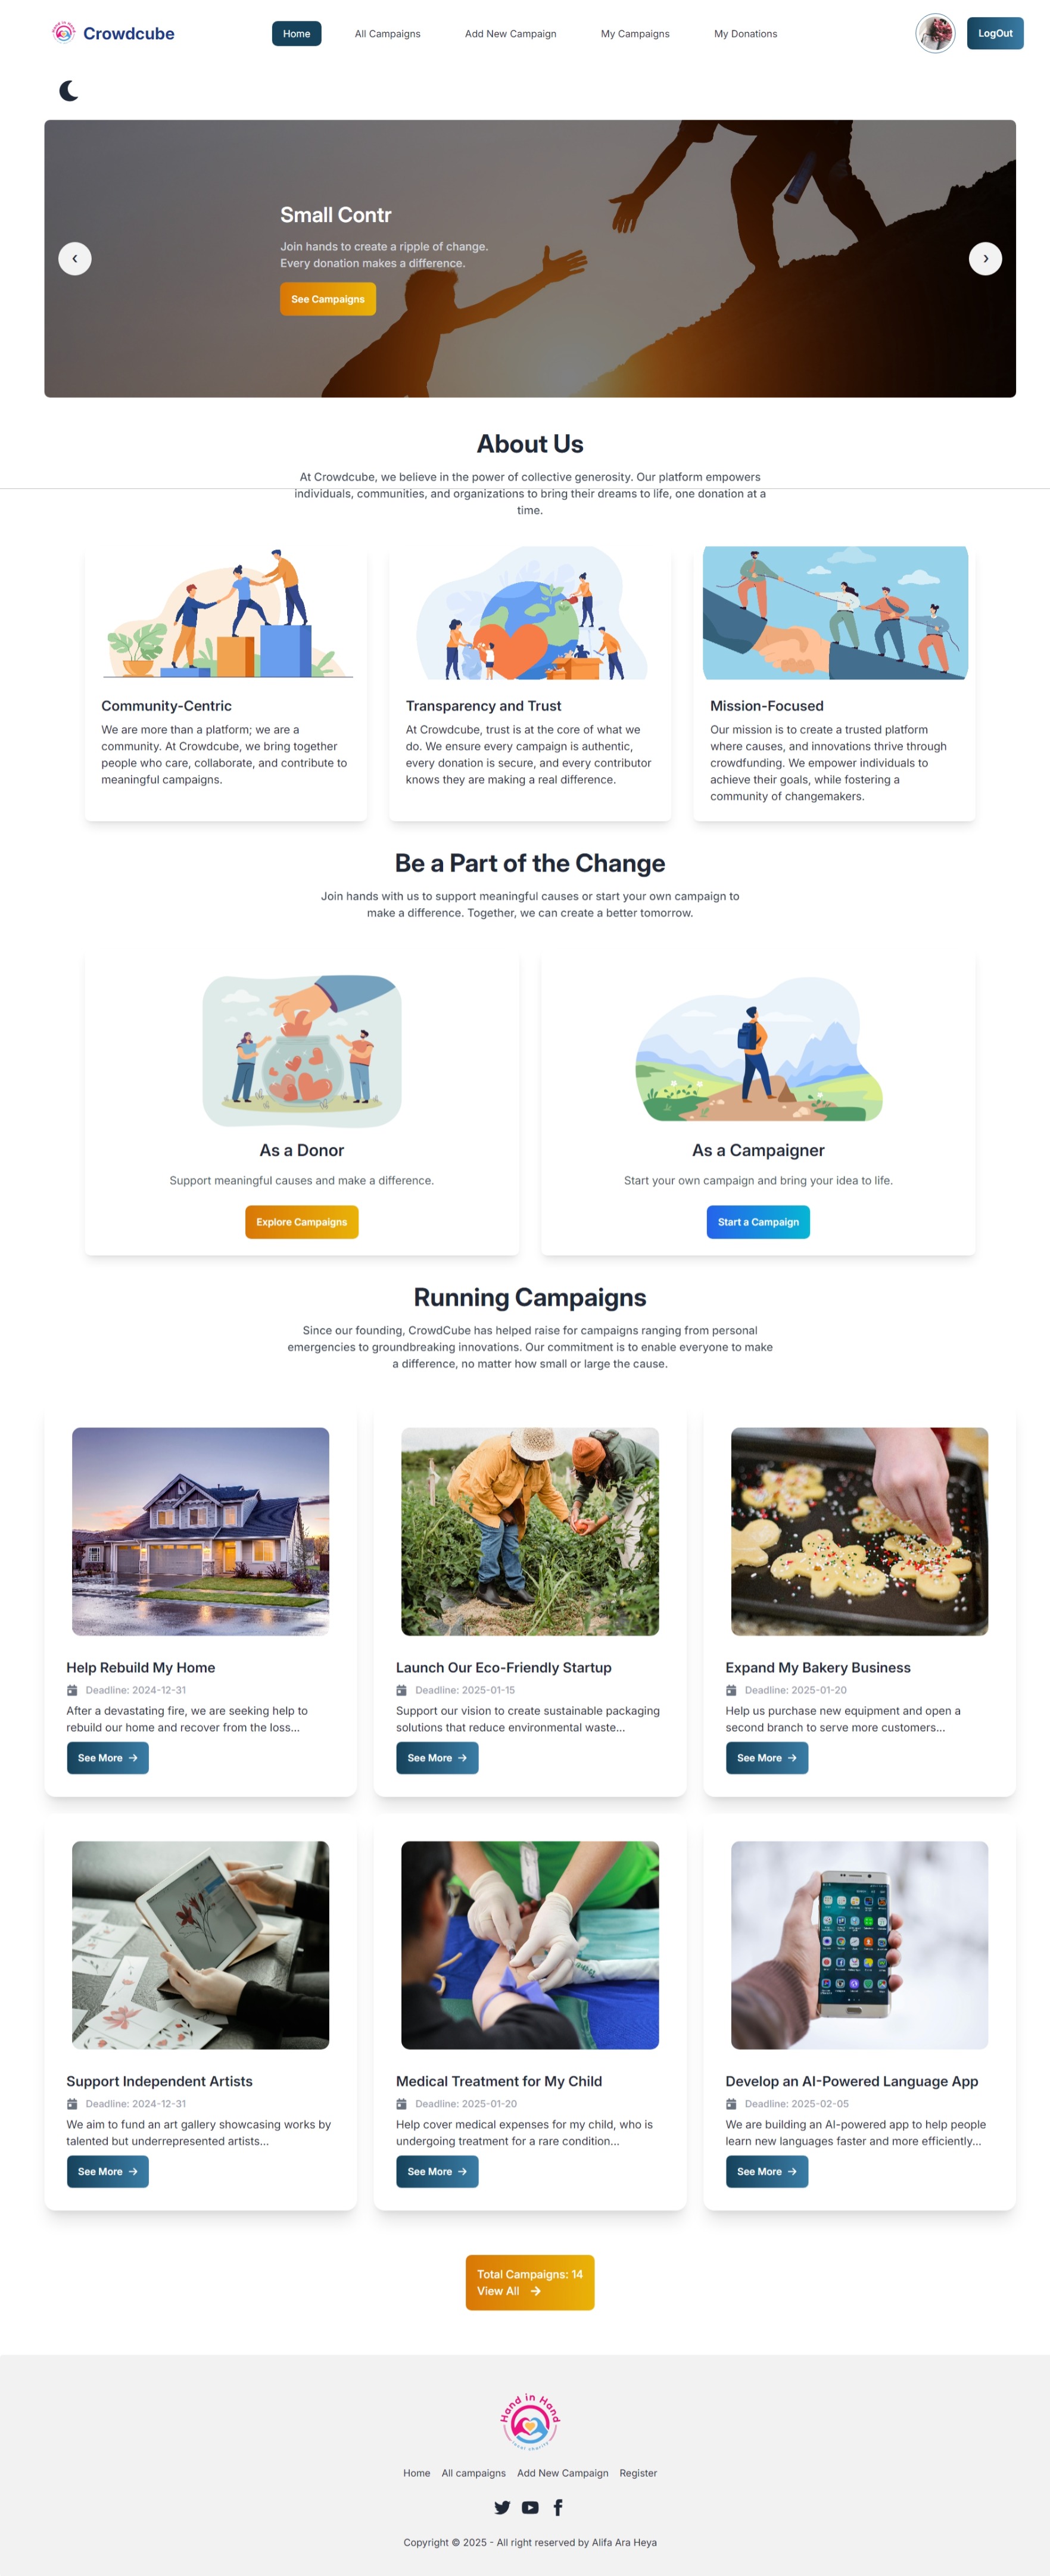 Crowdcube
Home
All Campaigns
Add New Campaign
My Campaigns
My Donations
LogOut
Small Contr
Join hands to create a ripple of change.
Every donation makes a difference.
See Campaigns
About Us
At Crowdcube, we believe in the power of collective generosity. Our platform empowers
individuals, communities, and organizations to bring their dreams to life, one donation at a
time.
Community-Centric
We are more than a platform; we are a
community. At Crowdcube, we bring together
people who care, collaborate, and contribute to
meaningful campaigns.
Transparency and Trust
At Crowdcube, trust is at the core of what we
do. We ensure every campaign is authentic,
every donation is secure, and every contributor
knows they are making a real difference.
Mission-Focused
Our mission is to create a trusted platform
where causes, and innovations thrive through
crowdfunding. We empower individuals to
achieve their goals, while fostering a
community of changemakers.
Be a Part of the Change
Join hands with us to support meaningful causes or start your own campaign to
make a difference. Together, we can create a better tomorrow.
As a Donor
Support meaningful causes and make a difference.
Explore Campaigns
As a Campaigner
Start your own campaign and bring your idea to life.
Start a Campaign
Running Campaigns
Since our founding, CrowdCube has helped raise for campaigns ranging from personal
emergencies to groundbreaking innovations. Our commitment is to enable everyone to make
a difference, no matter how small or large the cause.
Help Rebuild My Home
Deadline: 2024-12-31
After a devastating fire, we are seeking help to
rebuild our home and recover from the loss...
See More →
Launch Our Eco-Friendly Startup
Deadline: 2025-01-15
Support our vision to create sustainable packaging
solutions that reduce environmental waste...
See More →
Expand My Bakery Business
Deadline: 2025-01-20
Help us purchase new equipment and open a
second branch to serve more customers...
See More →
Support Independent Artists
Deadline: 2024-12-31
We aim to fund an art gallery showcasing works by
talented but underrepresented artists...
See More →
Medical Treatment for My Child
Deadline: 2025-01-20
Help cover medical expenses for my child, who is
undergoing treatment for a rare condition...
See More →
Develop an AI-Powered Language App
Deadline: 2025-02-05
We are building an AI-powered app to help people
learn new languages faster and more efficiently...
See More →
Total Campaigns: 14
View All →
Hand in Hand
local charity
Home
All campaigns
Add New Campaign
Register
Copyright © 2025 - All right reserved by Alifa Ara Heya